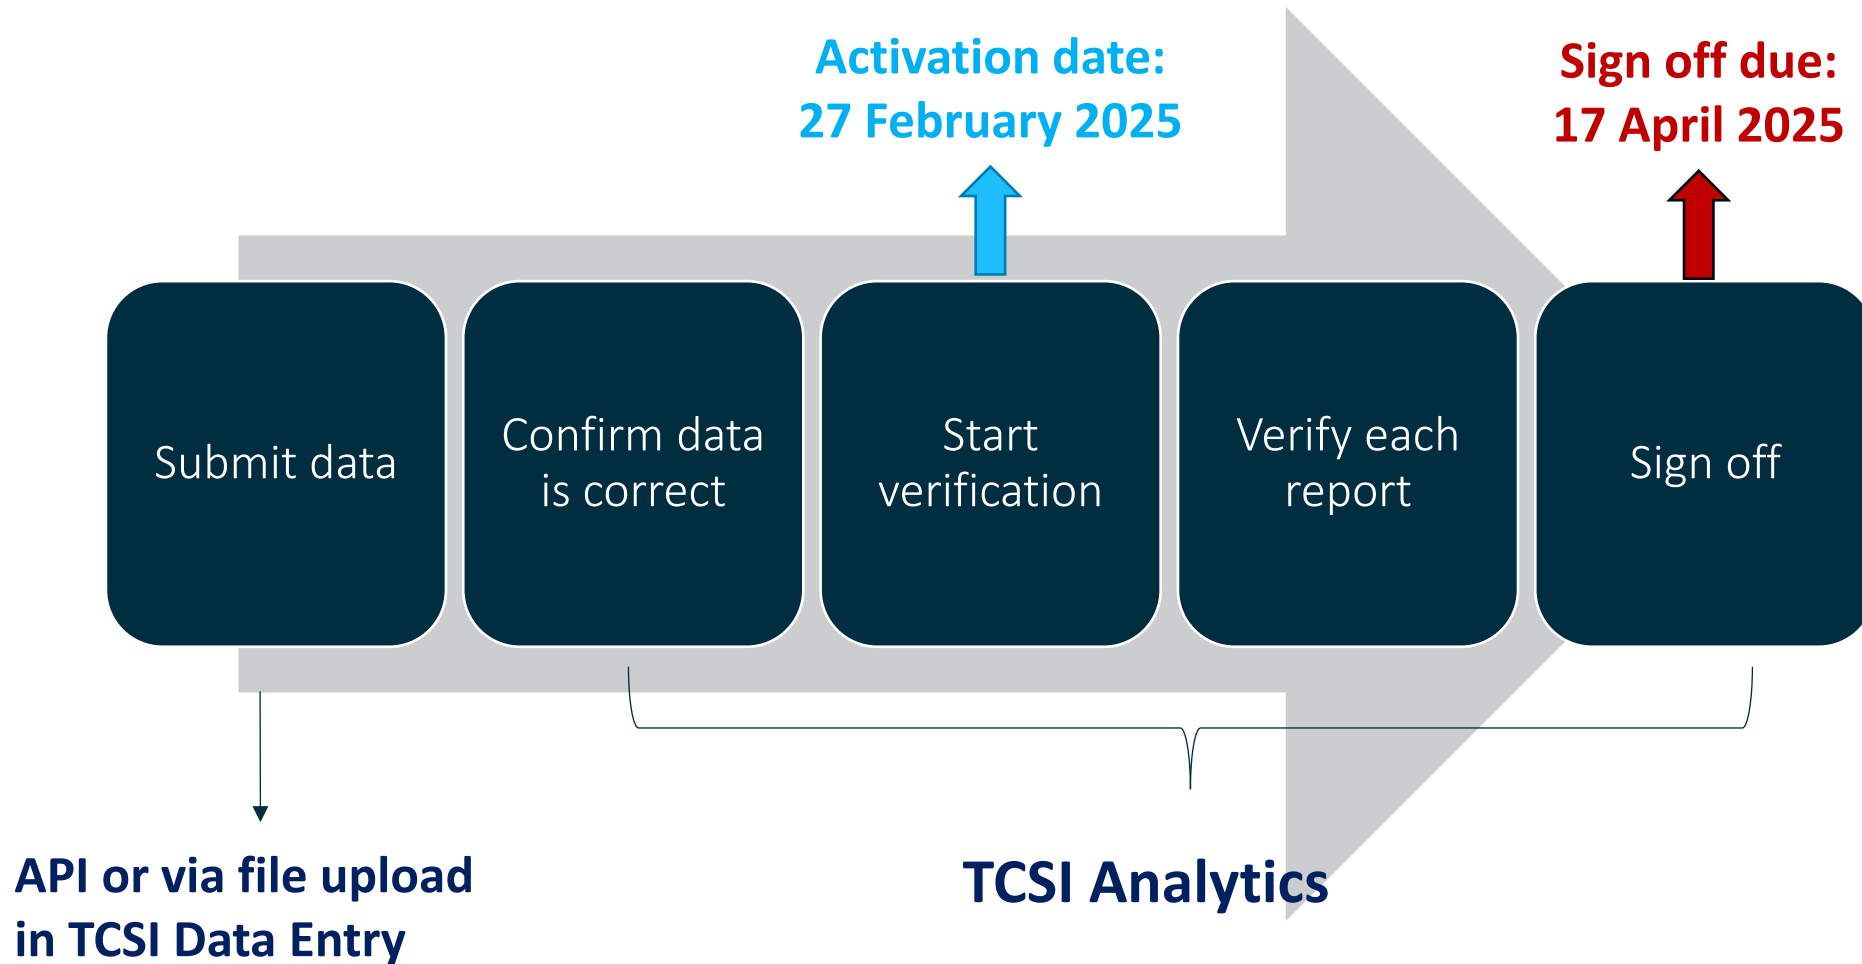 Activation date:
27 February 2025
Sign off due:
17 April 2025
Submit data
Confirm data
is correct
Start
verification
Verify each
report
Sign off
API or via file upload
in TCSI Data Entry
TCSI Analytics